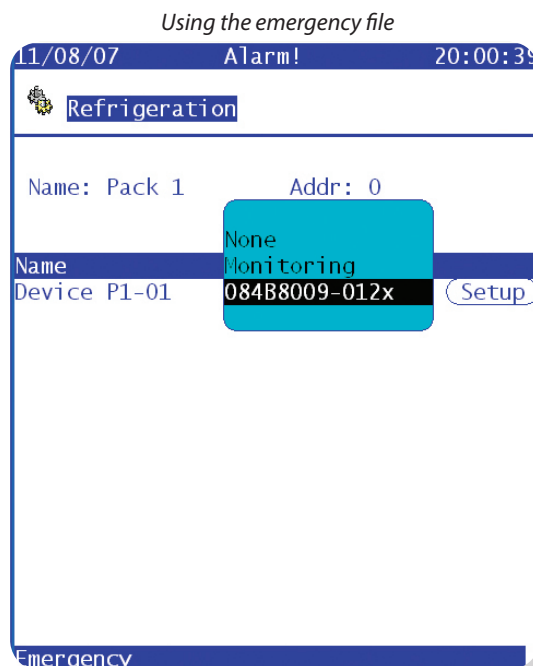 Using the emergency file
11/08/07 Alarm! 20:00:39
Refrigeration
Name: Pack 1 Addr: 0
None
Name Monitoring
Device P1-01 084B8009-012x Setup
Emergency